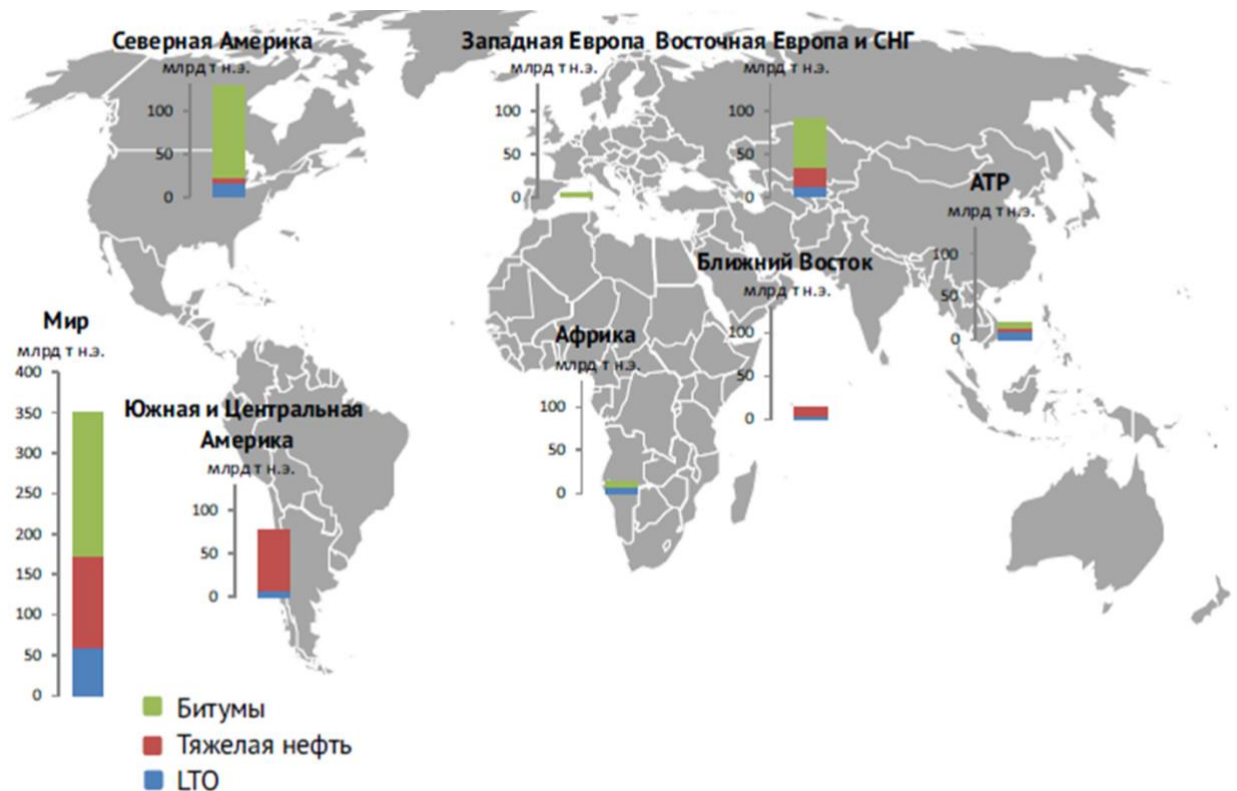 Северная Америка
млрд т н.э.
100
50
0
Западная Европа
млрд т н.э.
100
50
0
Восточная Европа и СНГ
млрд т н.э.
100
50
0
АТР
млрд т н.э.
100
50
0
Ближний Восток
млрд т н.э.
100
50
0
Африка
млрд т н.э.
100
50
0
Мир
млрд т н.э.
400
350
300
250
200
150
100
50
0
Южная и Центральная
Америка
млрд т н.э.
100
50
0
Битумы
Тяжелая нефть
LTO